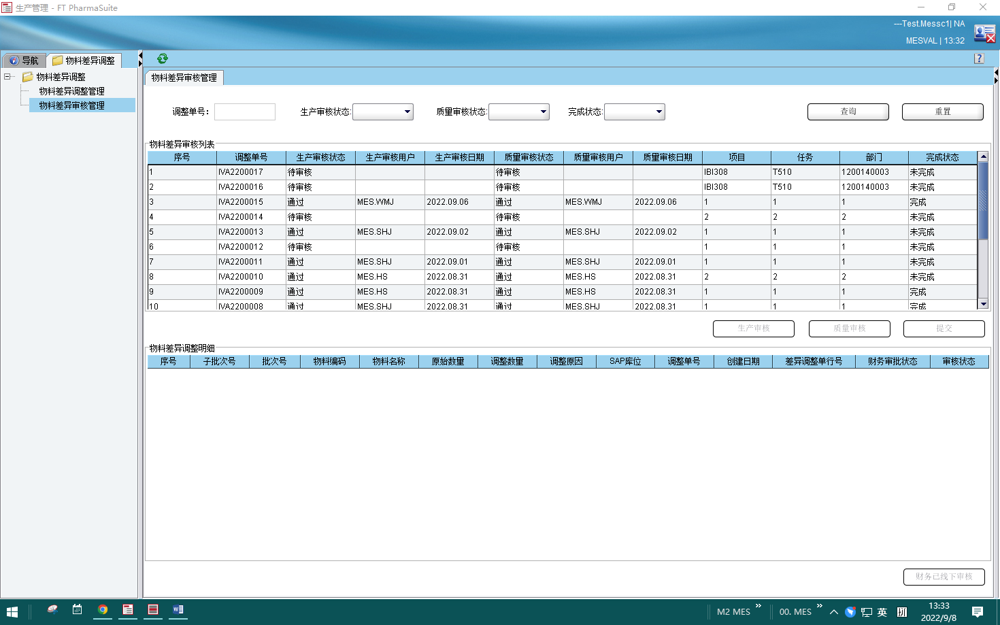 生产管理 - FT PharmaSuite
---Test.Messc1| NA
MESVAL | 13:32
导航 物料差异调整
物料差异调整
物料差异调整管理
物料差异审核管理
物料差异审核管理
调整单号： 生产审核状态: 质量审核状态: 完成状态: 查询 重置
物料差异审核列表
序号 调整单号 生产审核状态 生产审核用户 生产审核日期 质量审核状态 质量审核用户 质量审核日期 项目 任务 部门 完成状态
1 IVA2200017 待审核 待审核 IBI308 T510 1200140003 未完成
2 IVA2200016 待审核 待审核 IBI308 T510 1200140003 未完成
3 IVA2200015 通过 MES.WMJ 2022.09.06 通过 MES.WMJ 2022.09.06 1 1 1 完成
4 IVA2200014 待审核 待审核 2 2 2 未完成
5 IVA2200013 通过 MES.SHJ 2022.09.02 通过 MES.SHJ 2022.09.02 1 1 1 未完成
6 IVA2200012 待审核 待审核 1 1 1 未完成
7 IVA2200011 通过 MES.SHJ 2022.09.01 通过 MES.SHJ 2022.09.01 1 1 1 未完成
8 IVA2200010 通过 MES.HS 2022.08.31 通过 MES.HS 2022.08.31 2 2 2 未完成
9 IVA2200009 通过 MES.HS 2022.08.31 通过 MES.HS 2022.08.31 1 1 1 完成
10 IVA2200008 通过 MES.SHJ 2022.08.31 通过 MES.SHJ 2022.08.31 1 1 1 完成
生产审核 质量审核 提交
物料差异调整明细
序号 子批次号 批次号 物料编码 物料名称 原始数量 调整数量 调整原因 SAP库位 调整单号 创建日期 差异调整单行号 财务审批状态 审核状态
财务已线下审核
M2 MES » 00. MES » 英 拼
13:33
2022/9/8